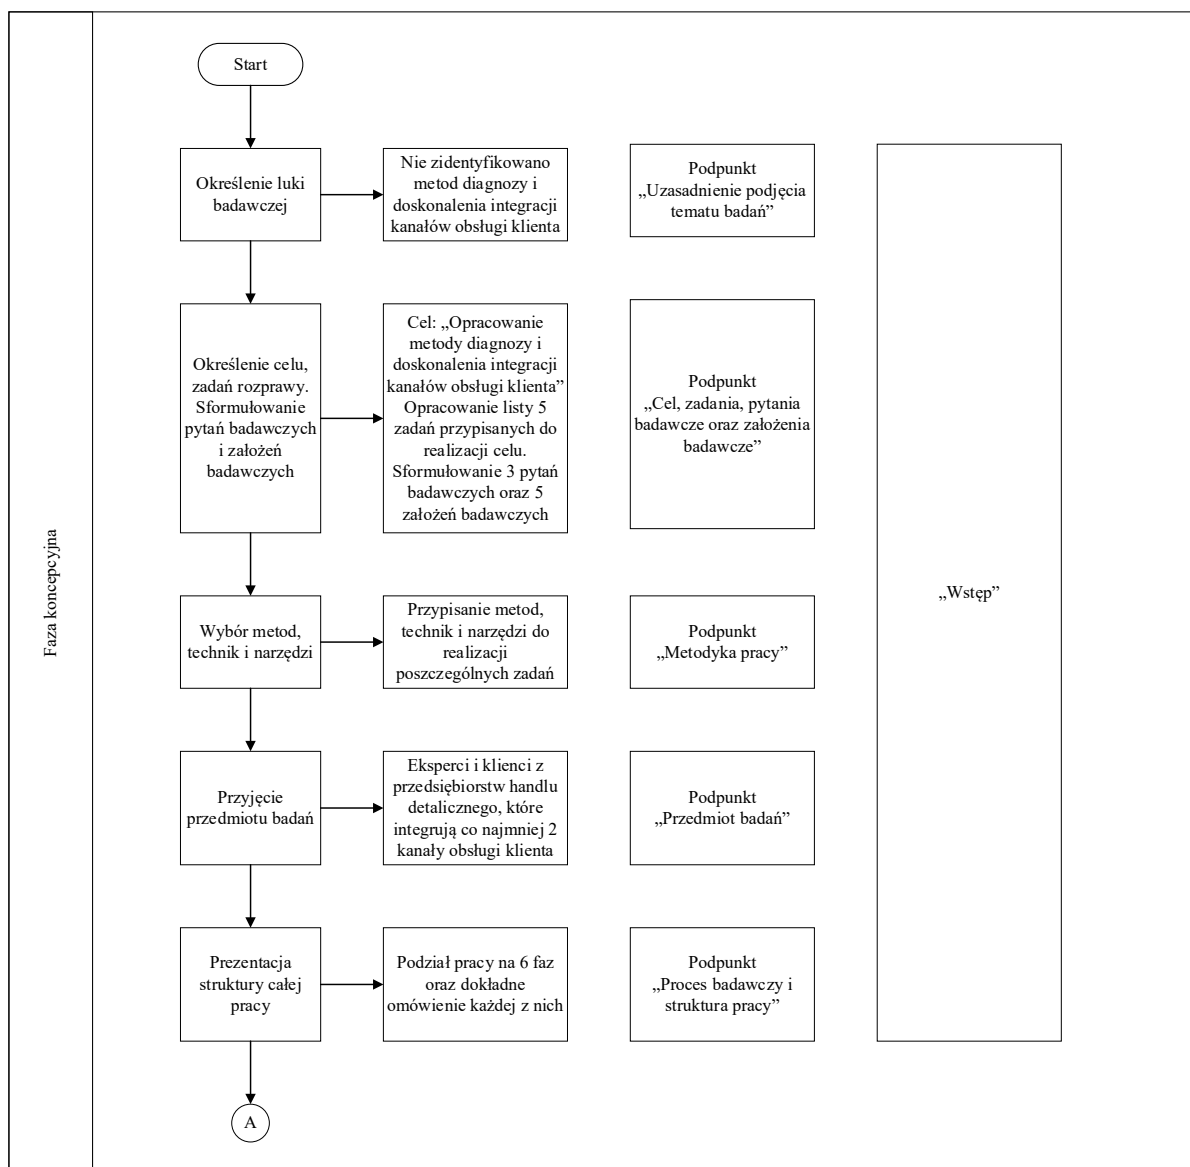 Faza koncepcyjna
Start
Określenie luki
badawczej
Nie zidentyfikowano
metod diagnozy i
doskonalenia integracji
kanałów obsługi klienta
Podpunkt
„Uzasadnienie podjęcia
tematu badań”
Określenie celu,
zadań rozprawy.
Sformułowanie
pytań badawczych
i założeń
badawczych
Cel: „Opracowanie
metody diagnozy i
doskonalenia integracji
kanałów obsługi klienta”
Opracowanie listy 5
zadań przypisanych do
realizacji celu.
Sformułowanie 3 pytań
badawczych oraz 5
założeń badawczych
Podpunkt
„Cel, zadania, pytania
badawcze oraz założenia
badawcze”
„Wstęp”
Wybór metod,
technik i narzędzi
Przypisanie metod,
technik i narzędzi do
realizacji
poszczególnych zadań
Podpunkt
„Metodyka pracy”
Przyjęcie
przedmiotu badań
Eksperci i klienci z
przedsiębiorstw handlu
detalicznego, które
integrują co najmniej 2
kanały obsługi klienta
Podpunkt
„Przedmiot badań”
Prezentacja
struktury całej
pracy
Podział pracy na 6 faz
oraz dokładne
omówienie każdej z nich
Podpunkt
„Proces badawczy i
struktura pracy”
A